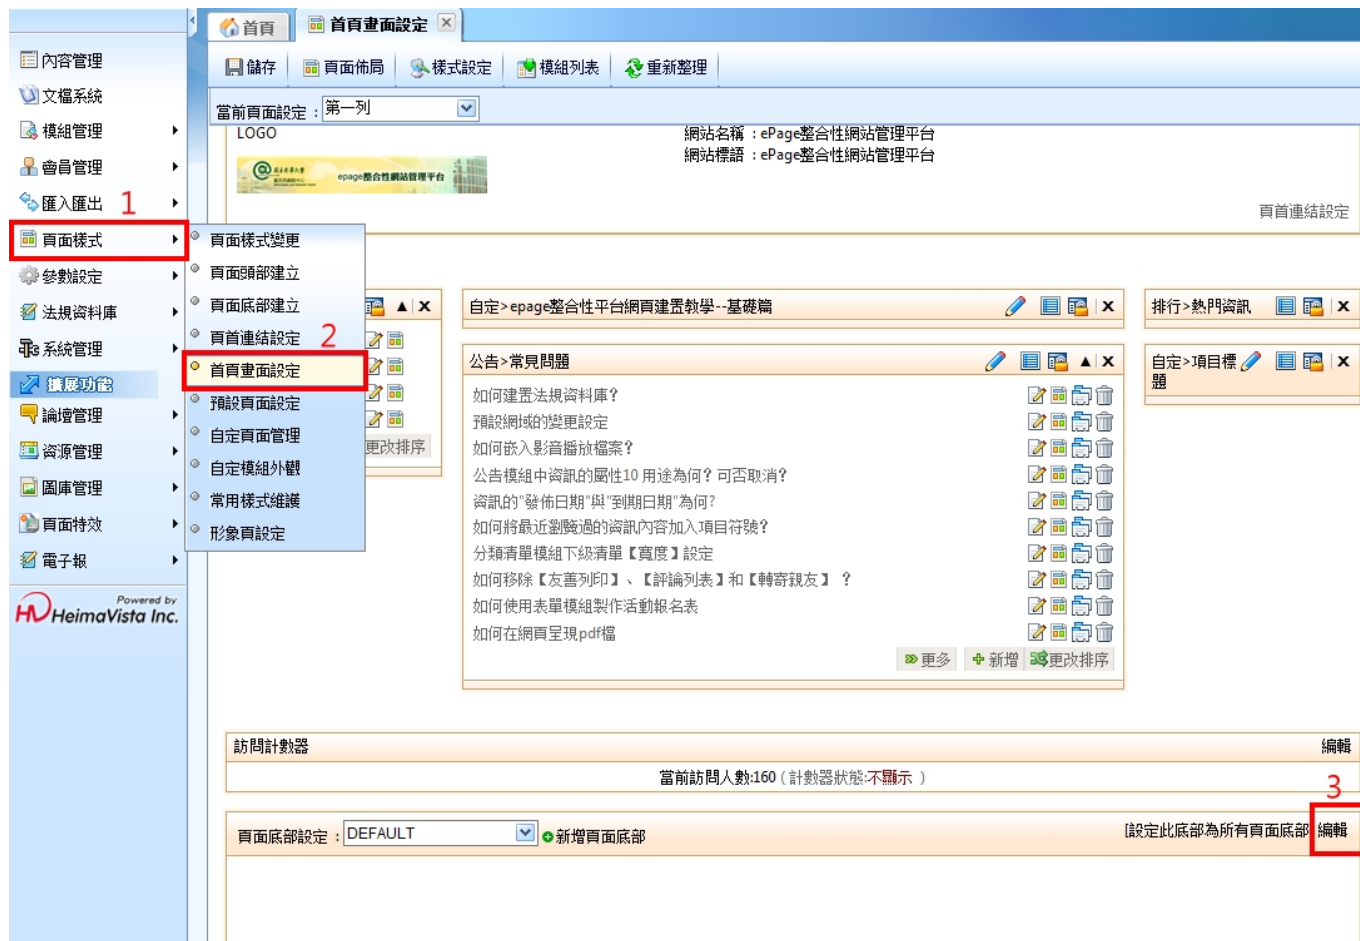 首頁
首頁畫面設定
儲存
頁面佈局
樣式設定
模組列表
重新整理
當前頁面設定：第一列
內容管理
文檔系統
模組管理
會員管理
匯入匯出
1
頁面樣式
參數設定
法規資料庫
系統管理
擴展功能
論壇管理
資源管理
圖庫管理
頁面特效
電子報
Powered by
HeimaVista Inc.
頁面樣式變更
頁面頭部建立
頁面底部建立
頁首連結設定
2
首頁畫面設定
預設頁面設定
自定頁面管理
自定模組外觀
常用樣式維護
形象頁設定
LOGO
epage整合性網站管理平台
網站名稱：ePage整合性網站管理平台
網站標語：ePage整合性網站管理平台
頁首連結設定
更改排序
自定>epage整合性平台網頁建置教學--基礎篇
公告>常見問題
如何建置法規資料庫?
預設網域的變更設定
如何嵌入影音播放檔案?
公告模組中資訊的屬性10 用途為何? 可否取消?
資訊的"發佈日期"與"到期日期"為何?
如何將最近瀏覽過的資訊內容加入項目符號?
分類清單模組下級清單【寬度】設定
如何移除【友善列印】、【評論列表】和【轉寄親友】？
如何使用表單模組製作活動報名表
如何在網頁呈現pdf檔
更多
新增
更改排序
排行>熱門資訊
自定>項目標
題
訪問計數器
編輯
當前訪問人數:160 ( 計數器狀態:不顯示 )
3
頁面底部設定：DEFAULT
新增頁面底部
[設定此底部為所有頁面底部
編輯